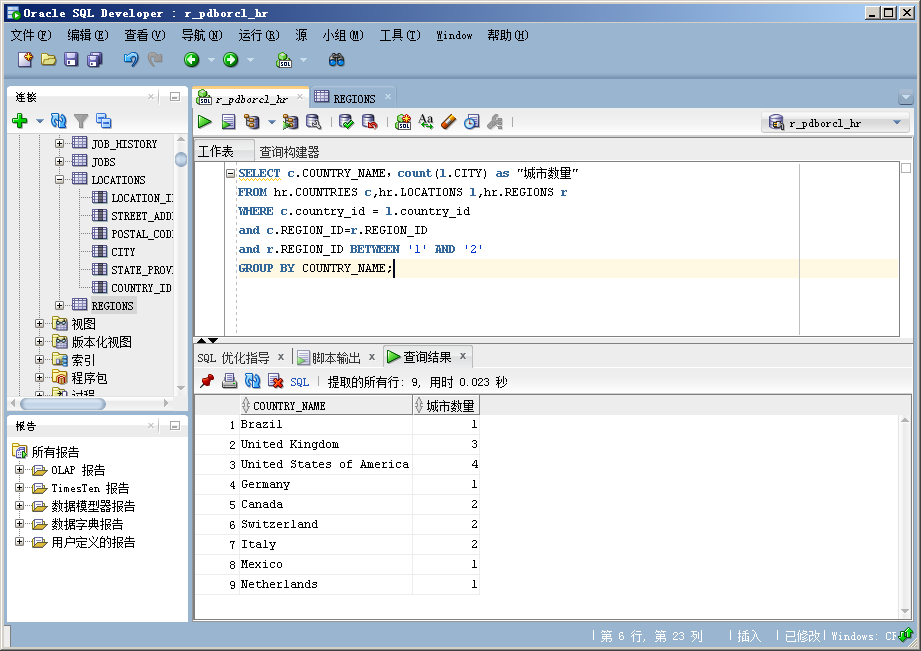 Oracle SQL Developer : r_pdborcl_hr
文件(F) 编辑(E) 查看(V) 导航(N) 运行(R) 源 小组(M) 工具(T) Window 帮助(H)
连接
JOB_HISTORY
JOBS
LOCATIONS
LOCATION_I
STREET_ADD
POSTAL_COD
CITY
STATE_PROV
COUNTRY_ID
REGIONS
视图
版本化视图
索引
程序包
过程
报告
所有报告
OLAP 报告
TimesTen 报告
数据模型器报告
数据字典报告
用户定义的报告
r_pdborcl_hr
REGIONS
r_pdborcl_hr
工作表 查询构建器
SELECT c.COUNTRY_NAME,count(l.CITY) as "城市数量"
FROM hr.COUNTRIES c,hr.LOCATIONS l,hr.REGIONS r
WHERE c.country_id = l.country_id
and c.REGION_ID=r.REGION_ID
and r.REGION_ID BETWEEN '1' AND '2'
GROUP BY COUNTRY_NAME;
SQL 优化指导 x 脚本输出 x 查询结果 x
SQL | 提取的所有行: 9, 用时 0.023 秒
COUNTRY_NAME 城市数量
1 Brazil 1
2 United Kingdom 3
3 United States of America 4
4 Germany 1
5 Canada 2
6 Switzerland 2
7 Italy 2
8 Mexico 1
9 Netherlands 1
第 6 行, 第 23 列 | 插入 | 已修改 | Windows: CR